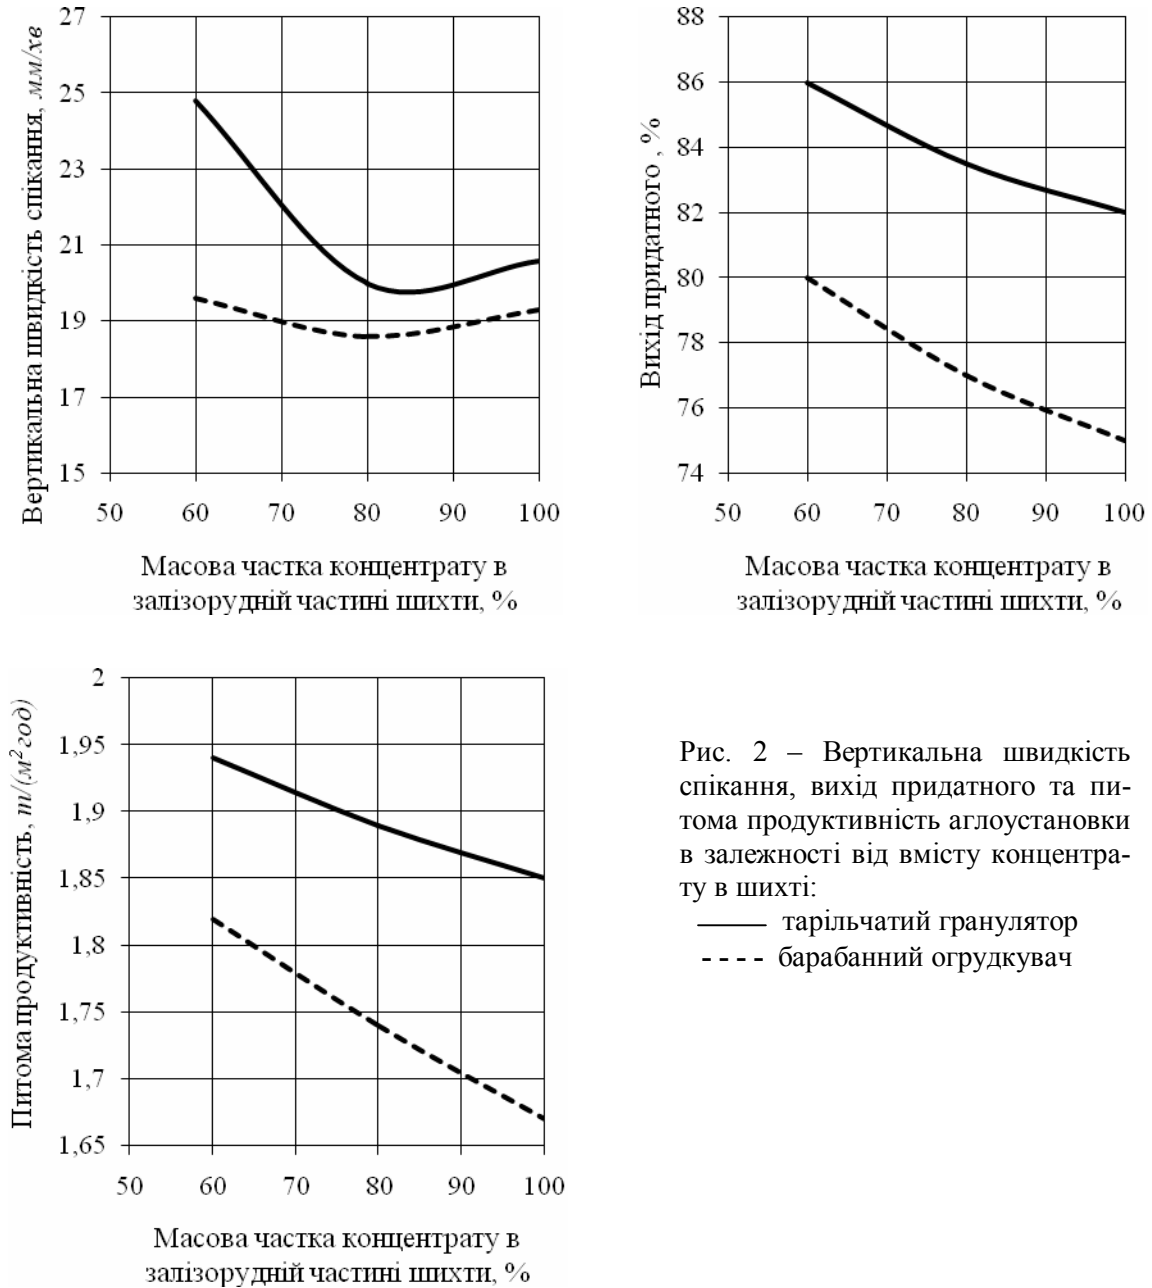 27
25
23
21
19
17
15
50 60 70 80 90 100
Вертикальна швидкість спікання, мм/хв
Масова частка концентрату в
залізорудній частині шихти, %
88
86
84
82
80
78
76
74
50 60 70 80 90 100
Вихід придатного , %
Масова частка концентрату в
залізорудній частині шихти, %
2
1,95
1,9
1,85
1,8
1,75
1,7
1,65
50 60 70 80 90 100
Питома продуктивність, т/(м² год)
Масова частка концентрату в
залізорудній частині шихти, %
Рис. 2 – Вертикальна швидкість
спікання, вихід придатного та пи-
тома продуктивність аглоустановки
в залежності від вмісту концентра-
ту в шихті:
тарільчатий гранулятор
барабанний огрудкувач